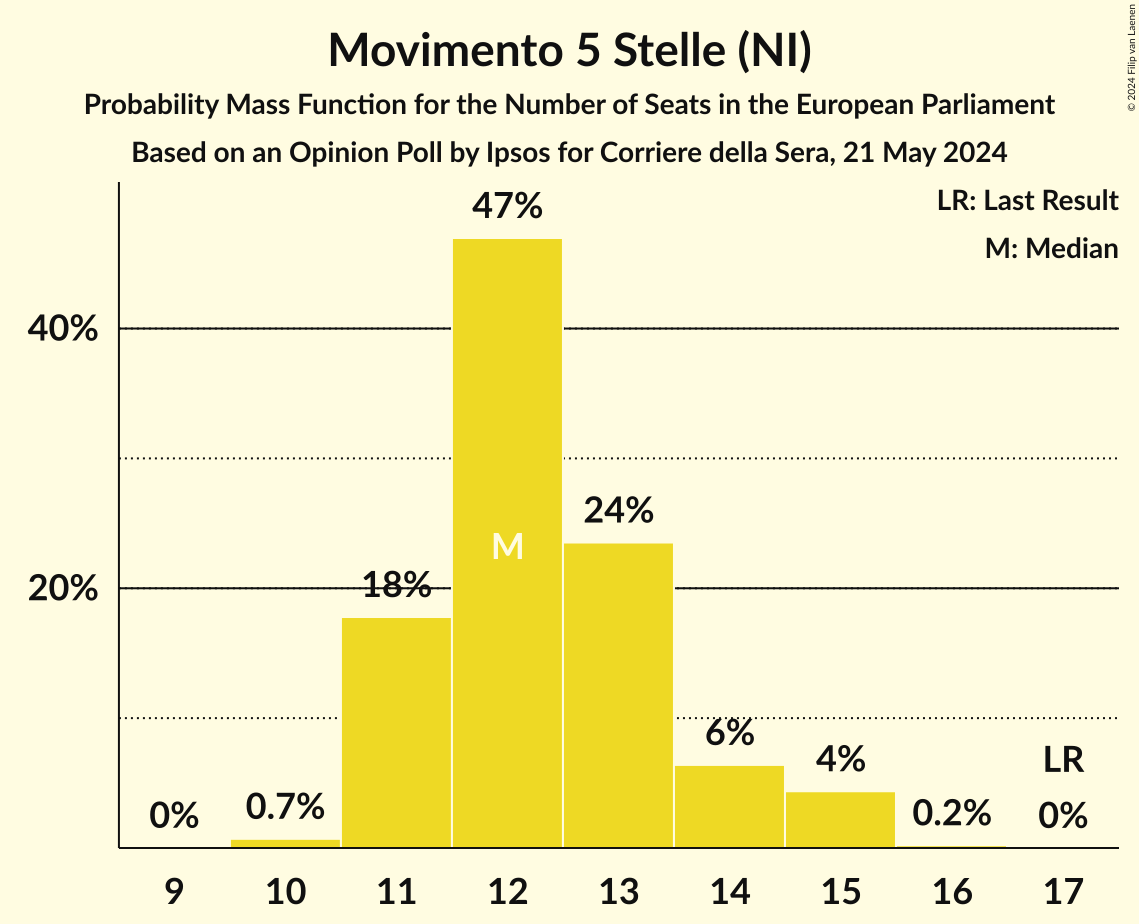 Movimento 5 Stelle (NI)
Probability Mass Function for the Number of Seats in the European Parliament
Based on an Opinion Poll by Ipsos for Corriere della Sera, 21 May 2024
© 2024 Filip van Laenen
LR: Last Result
M: Median
47%
40%
24%
M
18%
20%
6%
4%
LR
0%
0.7%
0.2%
0%
9 10 11 12 13 14 15 16 17